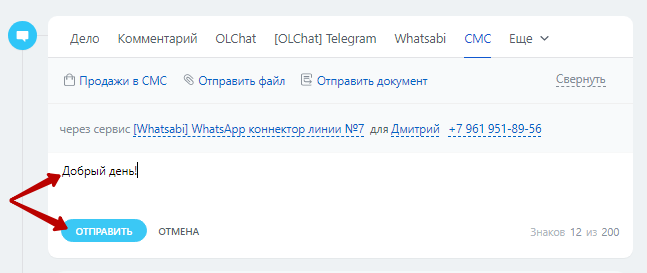 Дело Комментарий OLChat [OLChat] Telegram Whatsabi СМС Еще
Продажи в СМС Отправить файл Отправить документ Свернуть
через сервис [Whatsabi] WhatsApp коннектор линии №7 для Дмитрий +7 961 951-89-56
Добрый день!
ОТПРАВИТЬ ОТМЕНА Знаков 12 из 200